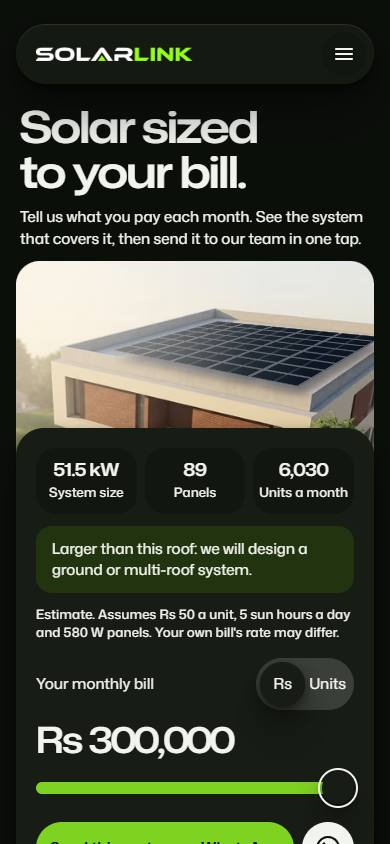 SOLARLINK
Solar sized
to your bill.
Tell us what you pay each month. See the system
that covers it, then send it to our team in one tap.
51.5 kW
System size
89
Panels
6,030
Units a month
Larger than this roof: we will design a
ground or multi-roof system.
Estimate. Assumes Rs 50 a unit, 5 sun hours a day
and 580 W panels. Your own bill's rate may differ.
Your monthly bill
Rs
Units
Rs 300,000